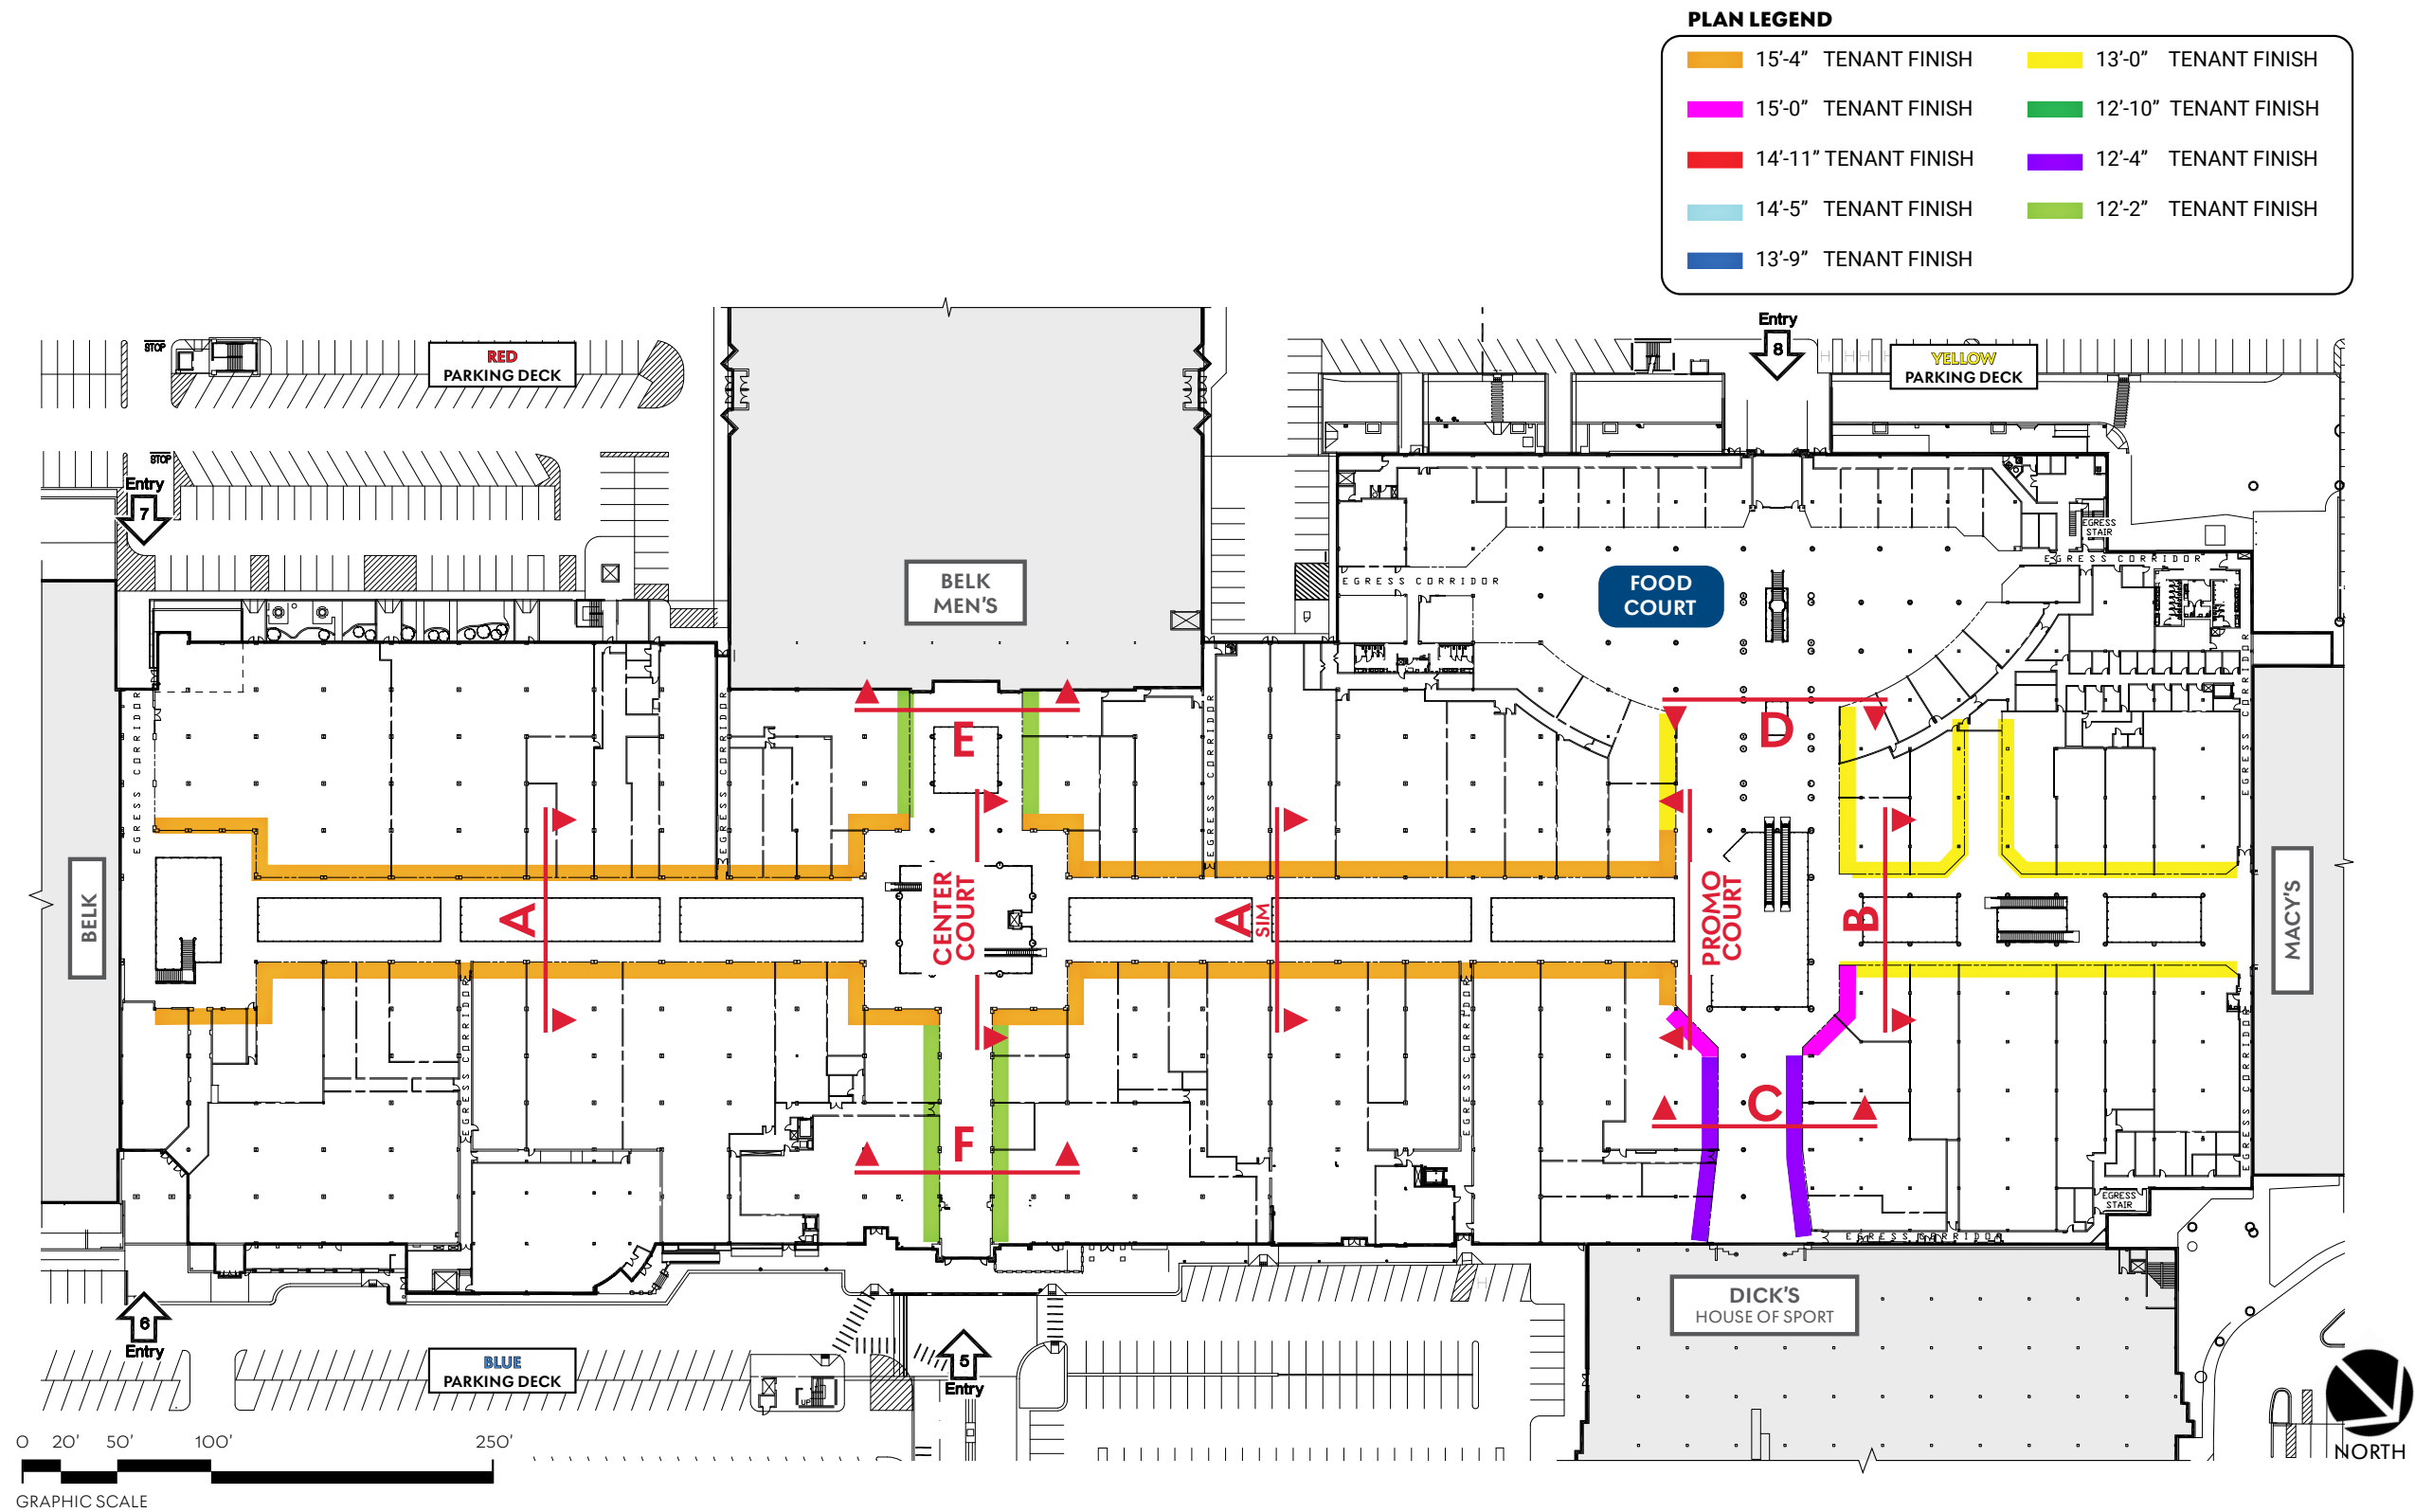 PLAN LEGEND
15’-4” TENANT FINISH
13’-0” TENANT FINISH
15’-0” TENANT FINISH
12’-10” TENANT FINISH
14’-11” TENANT FINISH
12’-4” TENANT FINISH
14’-5” TENANT FINISH
12’-2” TENANT FINISH
13’-9” TENANT FINISH
Entry
8
STOP
RED
PARKING DECK
YELLOW
PARKING DECK
STOP
Entry
7
EGRESS
STAIR
EGRESS CORRIDOR
EGRESS CORRIDOR
BELK
MEN'S
FOOD
COURT
EGRESS CORRIDOR
EGRESS CORRIDOR
EGRESS CORRIDOR
EGRESS CORRIDOR
E
D
BELK
A
CENTER
COURT
A
SIM
PROMO
COURT
B
MACY'S
EGRESS CORRIDOR
EGRESS CORRIDOR
EGRESS CORRIDOR
C
F
EGRESS
STAIR
EGRESS CORRIDOR
DICK'S
HOUSE OF SPORT
6
Entry
BLUE
PARKING DECK
5
Entry
UP
H
0 20' 50' 100' 250'
GRAPHIC SCALE
NORTH